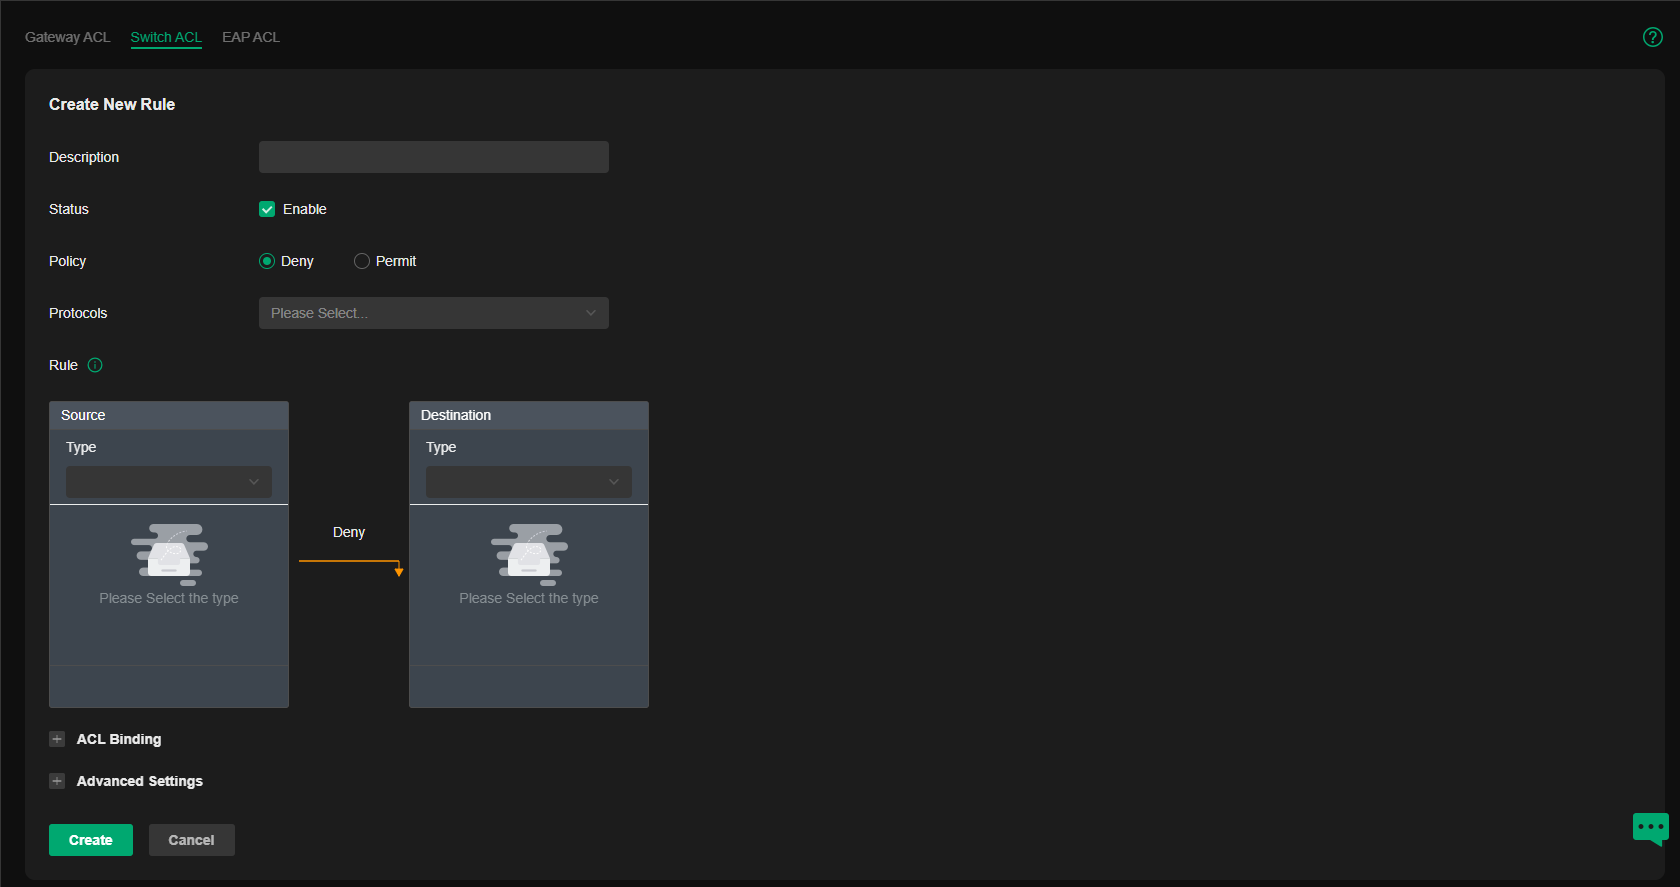 Gateway ACL Switch ACL EAP ACL
Create New Rule
Description
Status Enable
Policy Deny Permit
Protocols Please Select...
Rule
Source Destination
Type Type
Deny
Please Select the type Please Select the type
ACL Binding
Advanced Settings
Create Cancel